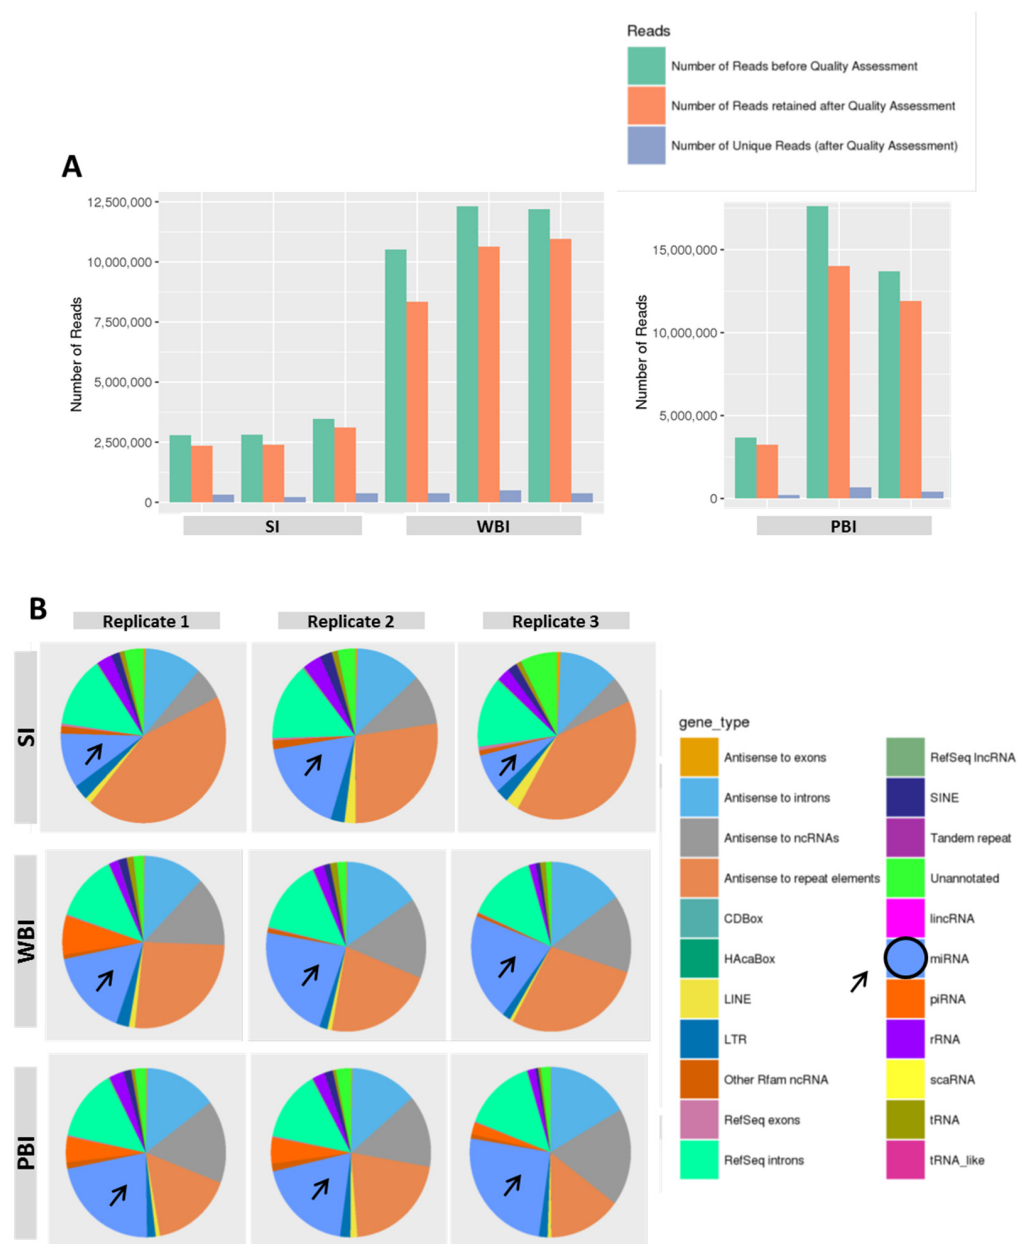 Reads
Number of Reads before Quality Assessment
Number of Reads retained after Quality Assessment
Number of Unique Reads (after Quality Assessment)
A
12,500,000
10,000,000
7,500,000
5,000,000
2,500,000
0
Number of Reads
SI
WBI
15,000,000
10,000,000
5,000,000
0
Number of Reads
PBI
B
Replicate 1
Replicate 2
Replicate 3
SI
WBI
PBI
gene_type
Antisense to exons
Antisense to introns
Antisense to ncRNAs
Antisense to repeat elements
CDBox
HAcaBox
LINE
LTR
Other Rfam ncRNA
RefSeq exons
RefSeq introns
RefSeq lncRNA
SINE
Tandem repeat
Unannotated
lincRNA
miRNA
piRNA
rRNA
scaRNA
tRNA
tRNA_like